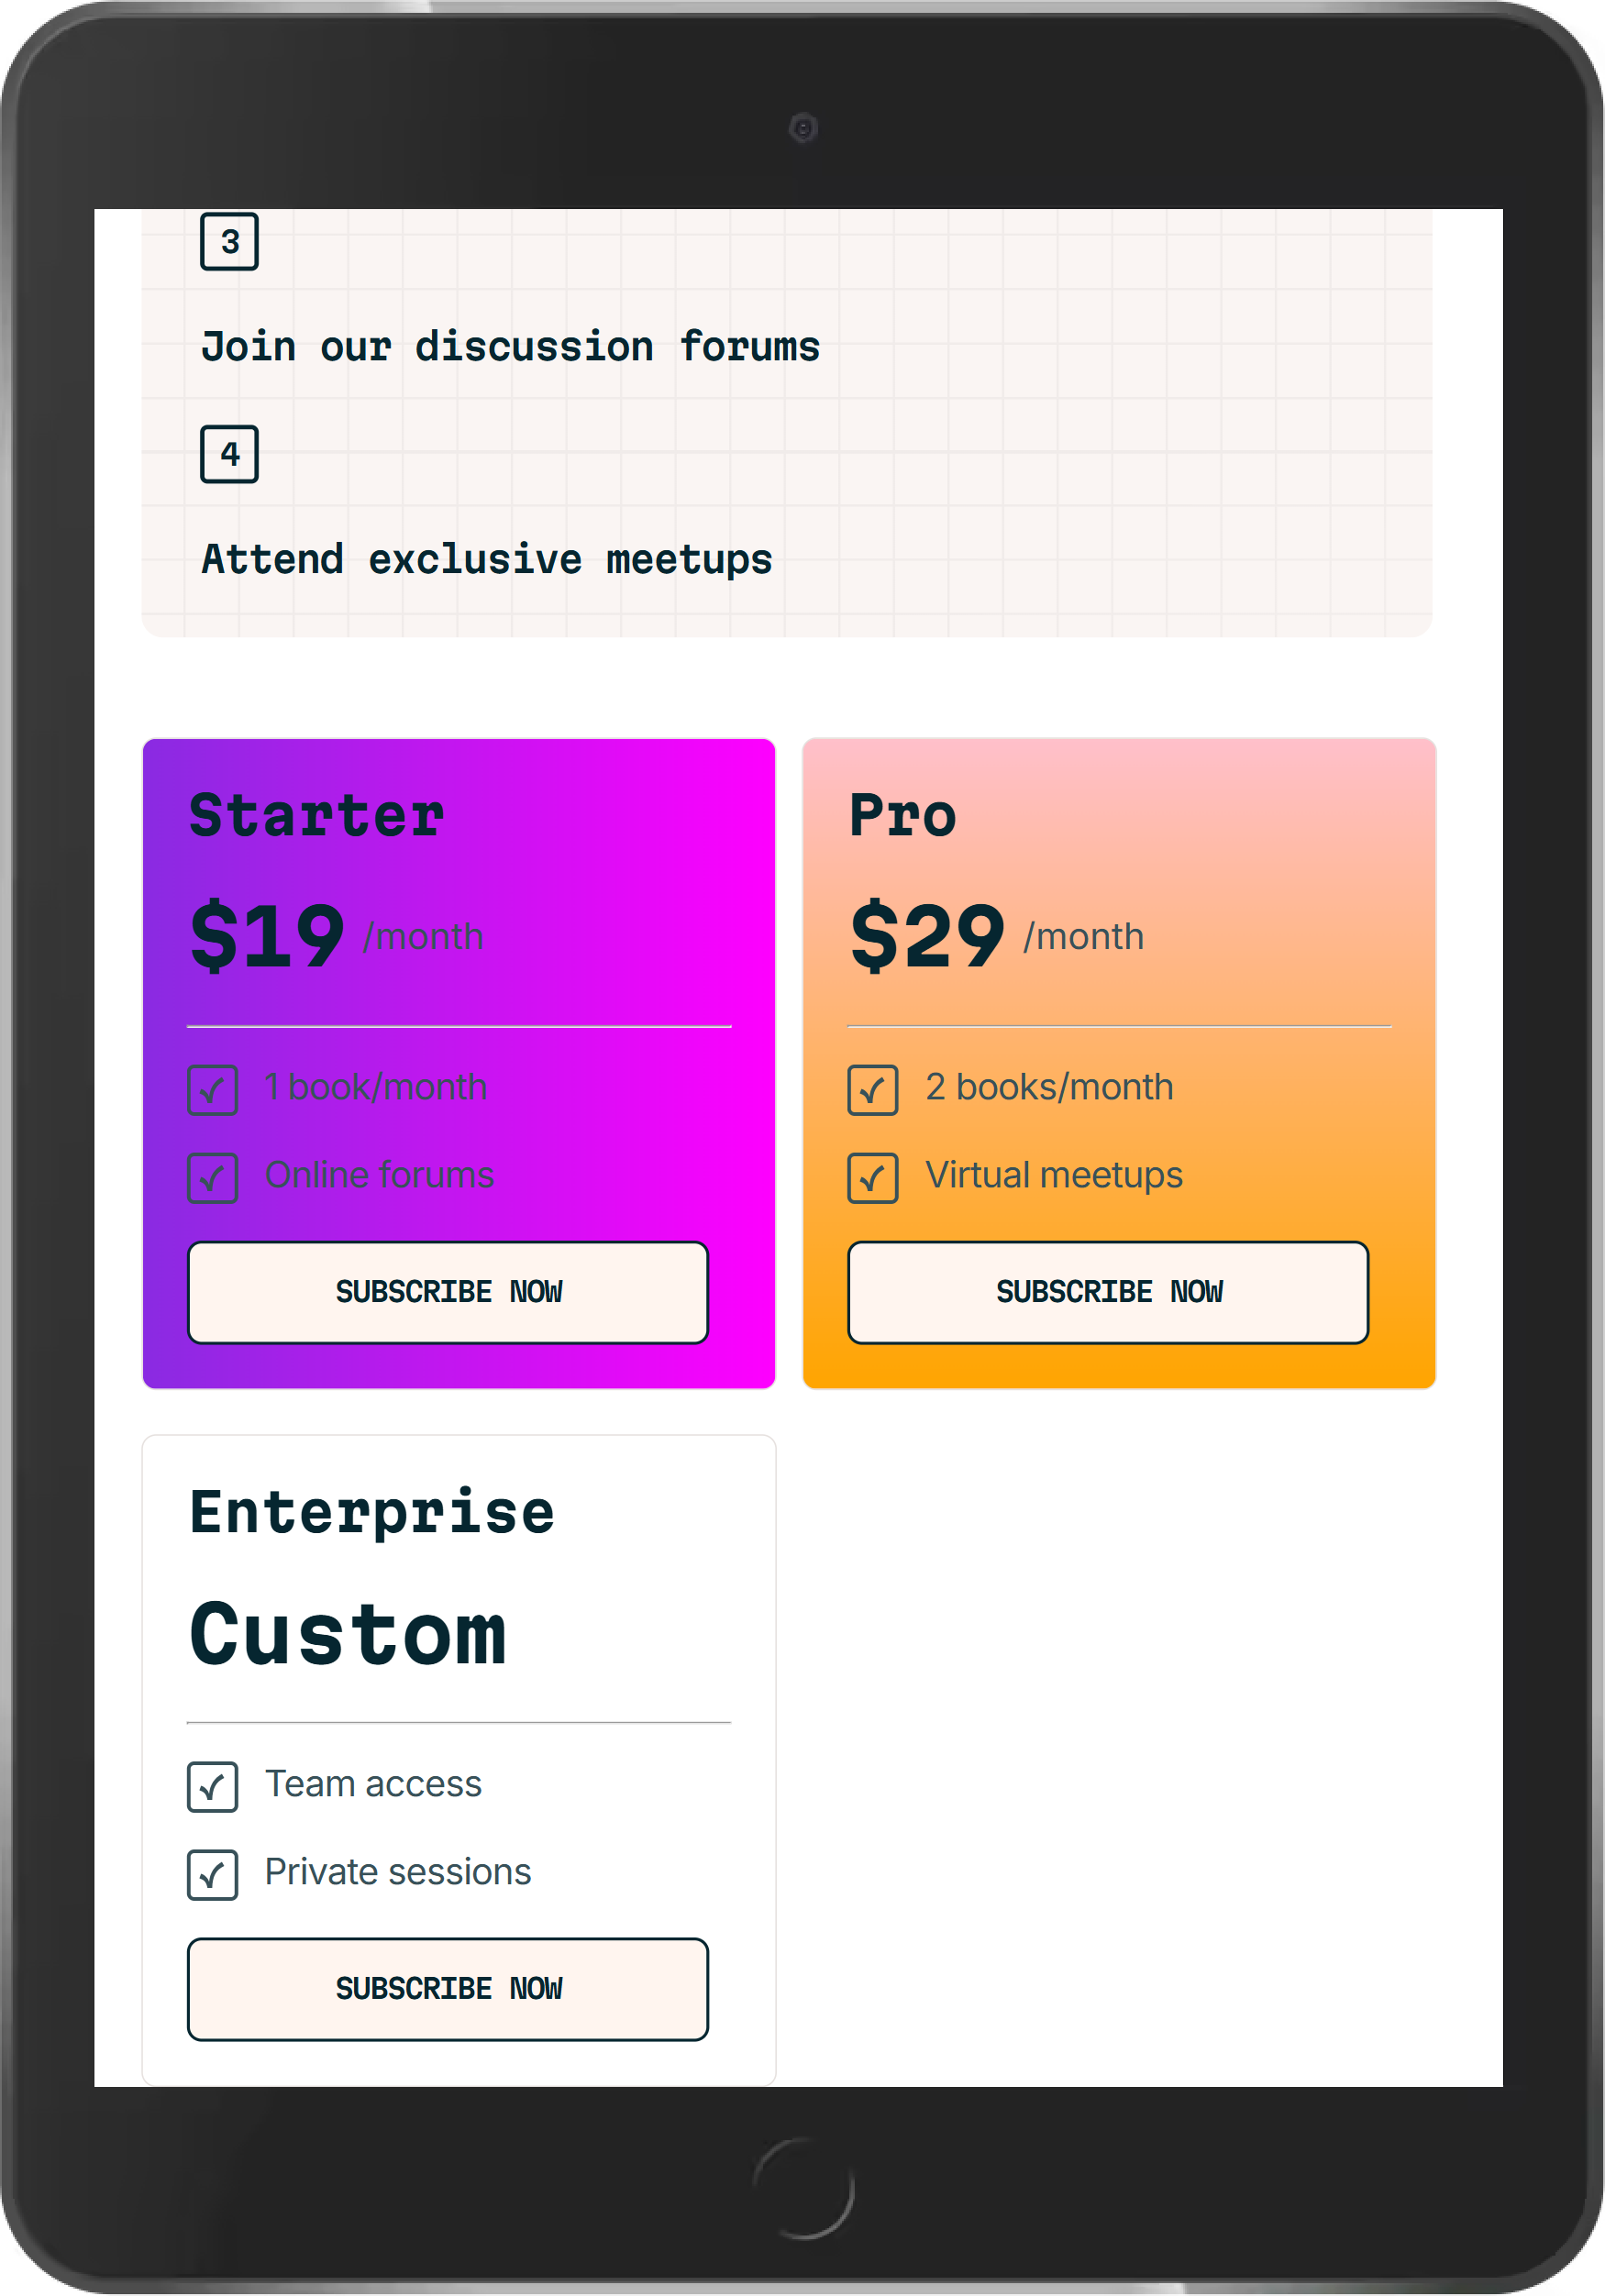 3
Join our discussion forums
4
Attend exclusive meetups
Starter
$19 /month
1 book/month
Online forums
SUBSCRIBE NOW
Pro
$29 /month
2 books/month
Virtual meetups
SUBSCRIBE NOW
Enterprise
Custom
Team access
Private sessions
SUBSCRIBE NOW